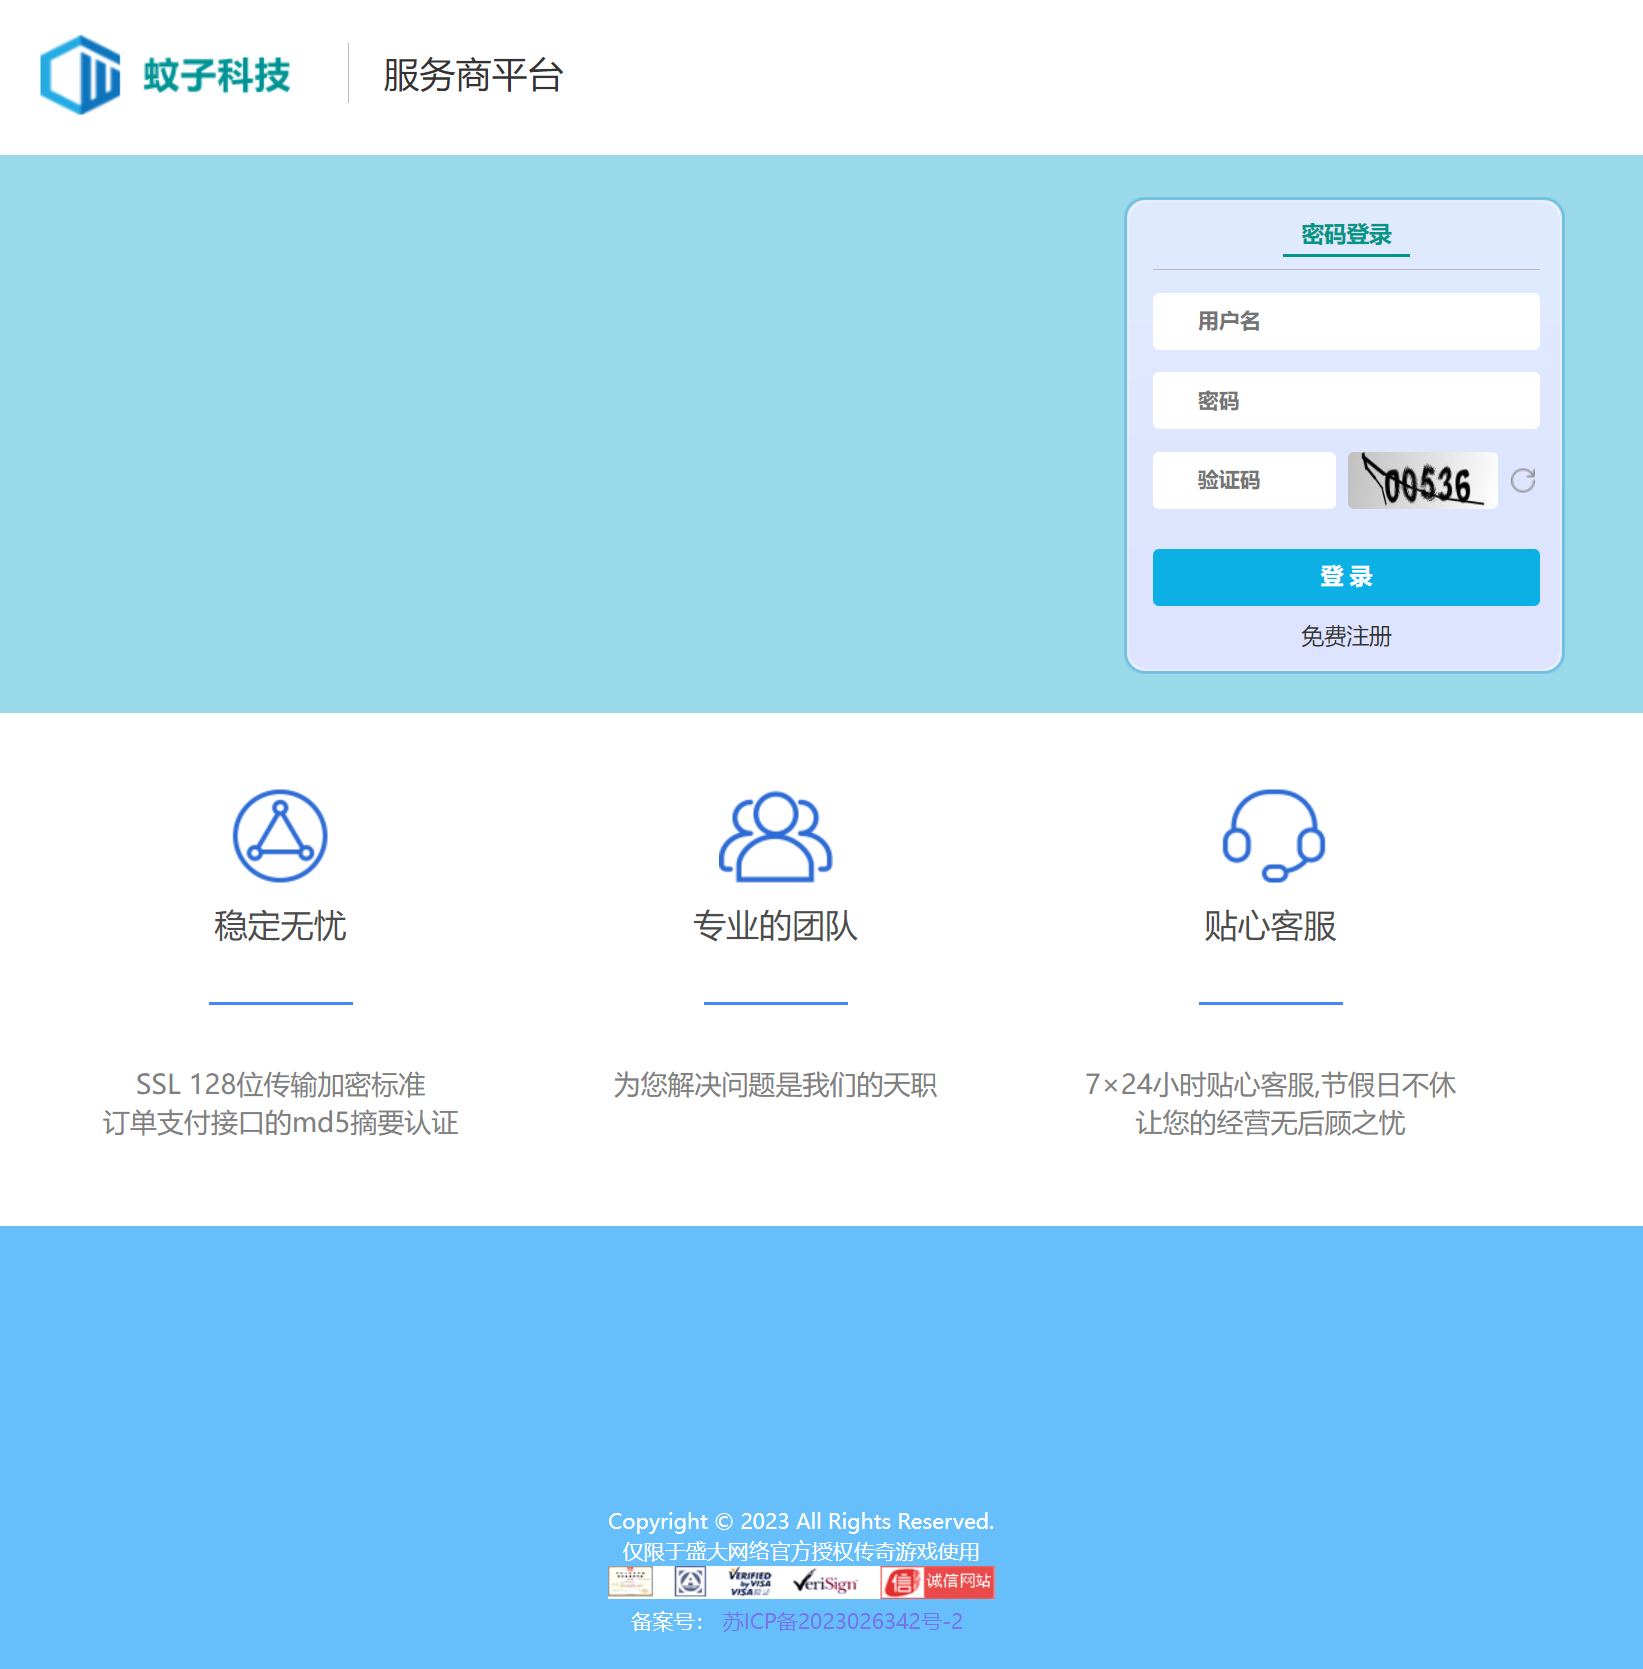 蚊子科技
服务商平台
密码登录
用户名
密码
验证码
00536
登 录
免费注册
稳定无忧
专业的团队
贴心客服
SSL 128位传输加密标准
订单支付接口的md5摘要认证
为您解决问题是我们的天职
7×24小时贴心客服,节假日不休
让您的经营无后顾之忧
Copyright © 2023 All Rights Reserved.
仅限于盛大网络官方授权传奇游戏使用
VERIFIED
by VISA
VISA验证
VeriSign
信 诚信网站
备案号： 苏ICP备2023026342号-2